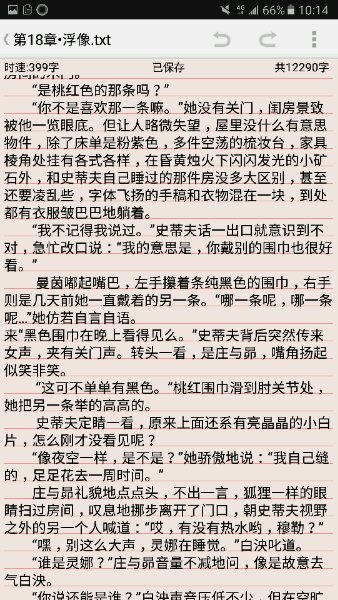 4G 66% 10:14
第18章•浮像.txt
时速:399字 已保存 共12290字
“是桃红色的那条吗？”
“你不是喜欢那一条嘛。”她没有关门，闺房景致
被他一览眼底。但让人略微失望，屋里没什么有意思
物件，除了床单是粉紫色，多件空荡的梳妆台，家具
棱角处挂有各式各样，在昏黄烛火下闪闪发光的小矿
石外，和史蒂夫自己睡过的那件房没多大区别，甚至
还要凌乱些，字体飞扬的手稿和衣物混在一块，到处
都有衣服皱巴巴地躺着。
“我不记得我说过。”史蒂夫话一出口就意识到不
对，急忙改口说：“我的意思是，你戴别的围巾也很好
看。”
曼茵嘟起嘴巴，左手攥着条纯黑色的围巾，右手
则是几天前她一直戴着的另一条。“哪一条呢，哪一条
呢…”她仿若自言自语。
来“黑色围巾在晚上看得见么。”史蒂夫背后突然传来
女声，夹有关门声。转头一看，是庄与昴，嘴角扬起
似笑非笑。
“这可不单单有黑色。”桃红围巾滑到肘关节处，
她把另一条举的高高的。
史蒂夫定睛一看，原来上面还系有亮晶晶的小白
片，怎么刚才没看见呢？
“像夜空一样，是不是？”她骄傲地说：“我自己缝
的，足足花去一周时间。”
庄与昴礼貌地点点头，不出一言，狐狸一样的眼
睛扫过房间，叹息地挪步离开了门口，朝史蒂夫视野
之外的另一个人喊道：“哎，有没有热水哟，穆勒？”
“嘿，别这么大声，灵娜在睡觉。”白泱叱道。
“谁是灵娜？”庄与昴音量不减地问，像是故意去
气白泱。
“你说还能是谁？”白泱声音压低不少，但在空旷